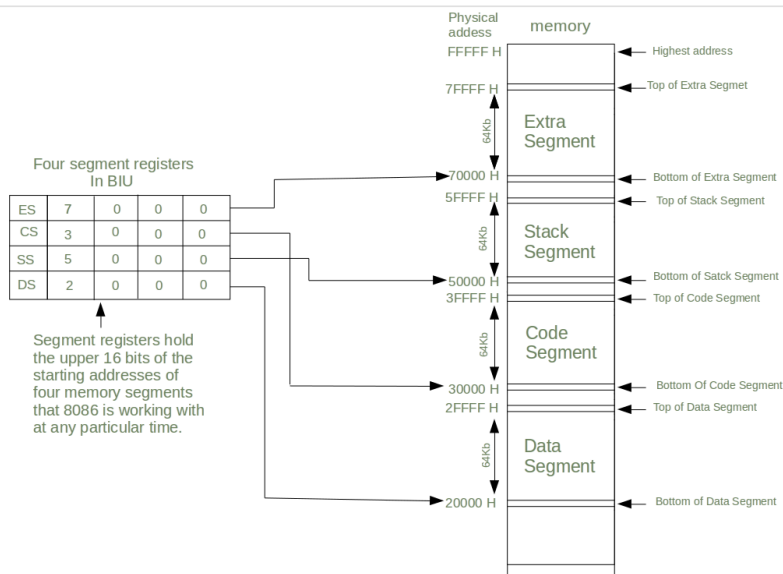 Physical
addess
memory
FFFFF H
Highest address
7FFFF H
Top of Extra Segmet
64Kb
Extra
Segment
70000 H
Bottom of Extra Segment
5FFFF H
Top of Stack Segment
64Kb
Stack
Segment
50000 H
Bottom of Satck Segment
3FFFF H
Top of Code Segment
64Kb
Code
Segment
30000 H
Bottom Of Code Segment
2FFFF H
Top of Data Segment
64Kb
Data
Segment
20000 H
Bottom of Data Segment
Four segment registers
In BIU
ES 7 0 0 0
CS 3 0 0 0
SS 5 0 0 0
DS 2 0 0 0
Segment registers hold
the upper 16 bits of the
starting addresses of
four memory segments
that 8086 is working with
at any particular time.